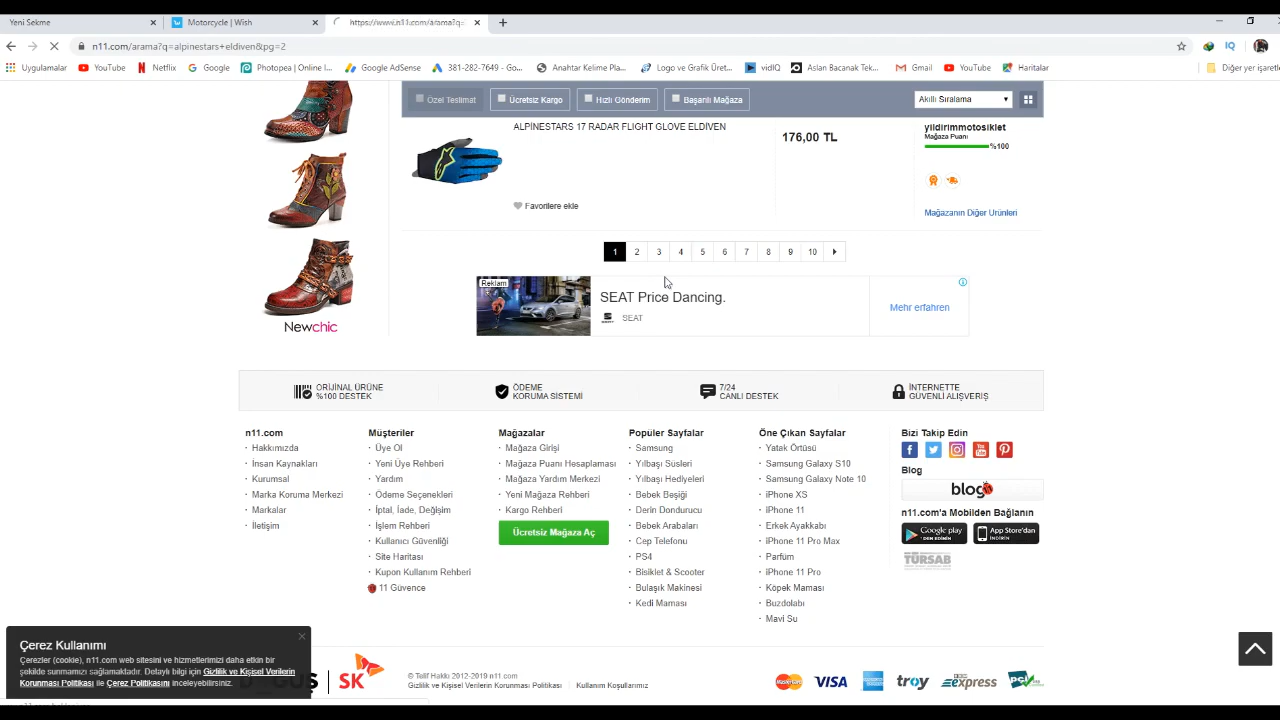 Yeni Sekme
Motorcycle | Wish
https://www.n11.com/arama?q=
n11.com/arama?q=alpinestars+eldiven&pg=2
IQ
Uygulamalar
YouTube
Netflix
Google
Photopea | Online P...
Google AdSense
381-282-7649 - Go...
Anahtar Kelime Pla...
Logo ve Grafik Üret...
vidIQ
Aslan Bacanak Tek...
Gmail
YouTube
Haritalar
Diğer yer işaretle
Özel Teslimat
Ücretsiz Kargo
Hızlı Gönderim
Başarılı Mağaza
Akıllı Sıralama
ALPİNESTARS 17 RADAR FLIGHT GLOVE ELDİVEN
176,00 TL
yildirimmotosiklet
Mağaza Puanı
%100
Favorilere ekle
Mağazanın Diğer Ürünleri
1 2 3 4 5 6 7 8 9 10
Newchic
Reklam
SEAT Price Dancing.
SEAT
Mehr erfahren
ORİJİNAL ÜRÜNE
%100 DESTEK
ÖDEME
KORUMA SİSTEMİ
7/24
CANLI DESTEK
İNTERNETTE
GÜVENLİ ALIŞVERİŞ
n11.com
Hakkımızda
İnsan Kaynakları
Kurumsal
Marka Koruma Merkezi
Markalar
İletişim
Müşteriler
Üye Ol
Yeni Üye Rehberi
Yardım
Ödeme Seçenekleri
İptal, İade, Değişim
İşlem Rehberi
Kullanıcı Güvenliği
Site Haritası
Kupon Kullanım Rehberi
11 Güvence
Mağazalar
Mağaza Girişi
Mağaza Puanı Hesaplaması
Mağaza Yardım Merkezi
Yeni Mağaza Rehberi
Kargo Rehberi
Ücretsiz Mağaza Aç
Popüler Sayfalar
Samsung
Yılbaşı Süsleri
Yılbaşı Hediyeleri
Bebek Beşiği
Derin Dondurucu
Bebek Arabaları
Cep Telefonu
PS4
Bisiklet & Scooter
Bulaşık Makinesi
Kedi Maması
Öne Çıkan Sayfalar
Yatak Örtüsü
Samsung Galaxy S10
Samsung Galaxy Note 10
iPhone XS
iPhone 11
Erkek Ayakkabı
iPhone 11 Pro Max
Parfüm
iPhone 11 Pro
Köpek Maması
Buzdolabı
Mavi Su
Bizi Takip Edin
You
Tube
Blog
blog
n11.com'a Mobilden Bağlanın
Google play
'DEN EDİNİN
App Store'dan
İNDİRİN
TÜRSAB
Çerez Kullanımı
Çerezler (cookie), n11.com web sitesini ve hizmetlerimizi daha etkin bir
şekilde sunmamızı sağlamaktadır. Detaylı bilgi için Gizlilik ve Kişisel Verilerin
Korunması Politikası ile Çerez Politikasını inceleyebilirsiniz.
UŞ
SK
© Telif Hakkı 2012-2019 n11.com
Gizlilik ve Kişisel Verilerin Korunması Politikası
Kullanım Koşullarımız
MasterCard
VISA
troy
express
PCI